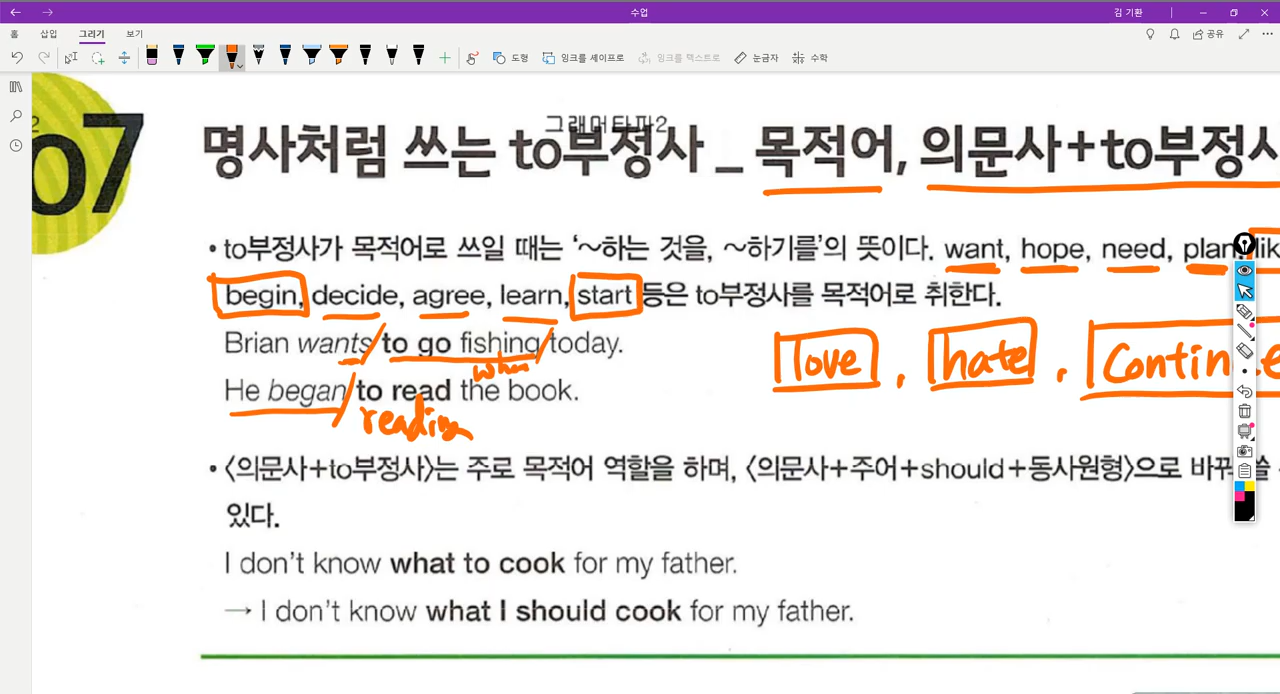 수업
김 기환
홈 삽입 그리기 보기
공유
도형 잉크를 셰이프로 잉크를 텍스트로 눈금자 수학
2
07
그래머타파2
명사처럼 쓰는 to부정사 _ 목적어, 의문사+to부정사
• to부정사가 목적어로 쓰일 때는 ‘~하는 것을, ~하기를’의 뜻이다. want, hope, need, plan, lik
begin, decide, agree, learn, start 등은 to부정사를 목적어로 취한다.
Brian wants / to go fishing / today.
love, hate, Continue
He began / to read the book.
reading
• 〈의문사+to부정사〉는 주로 목적어 역할을 하며, 〈의문사+주어+should+동사원형〉으로 바꿔 쓸
있다.
I don't know what to cook for my father.
→ I don't know what I should cook for my father.